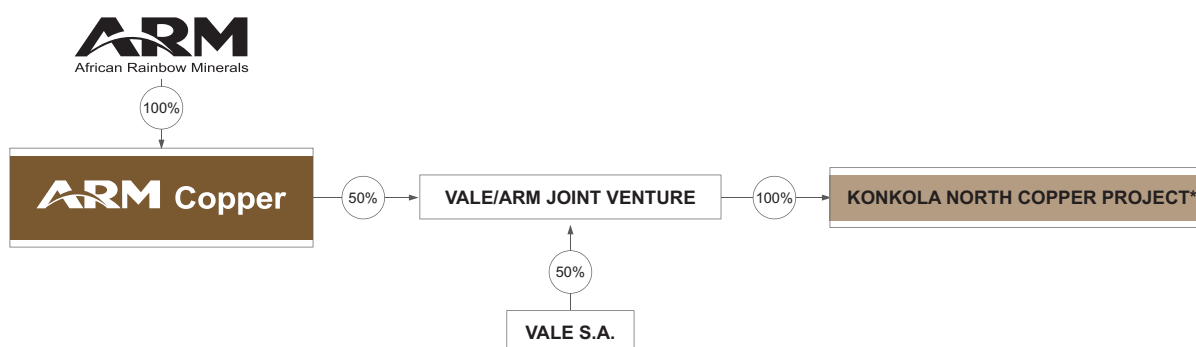 ARM
African Rainbow Minerals
100%
ARM Copper
50%
VALE/ARM JOINT VENTURE
100%
KONKOLA NORTH COPPER PROJECT*
50%
VALE S.A.